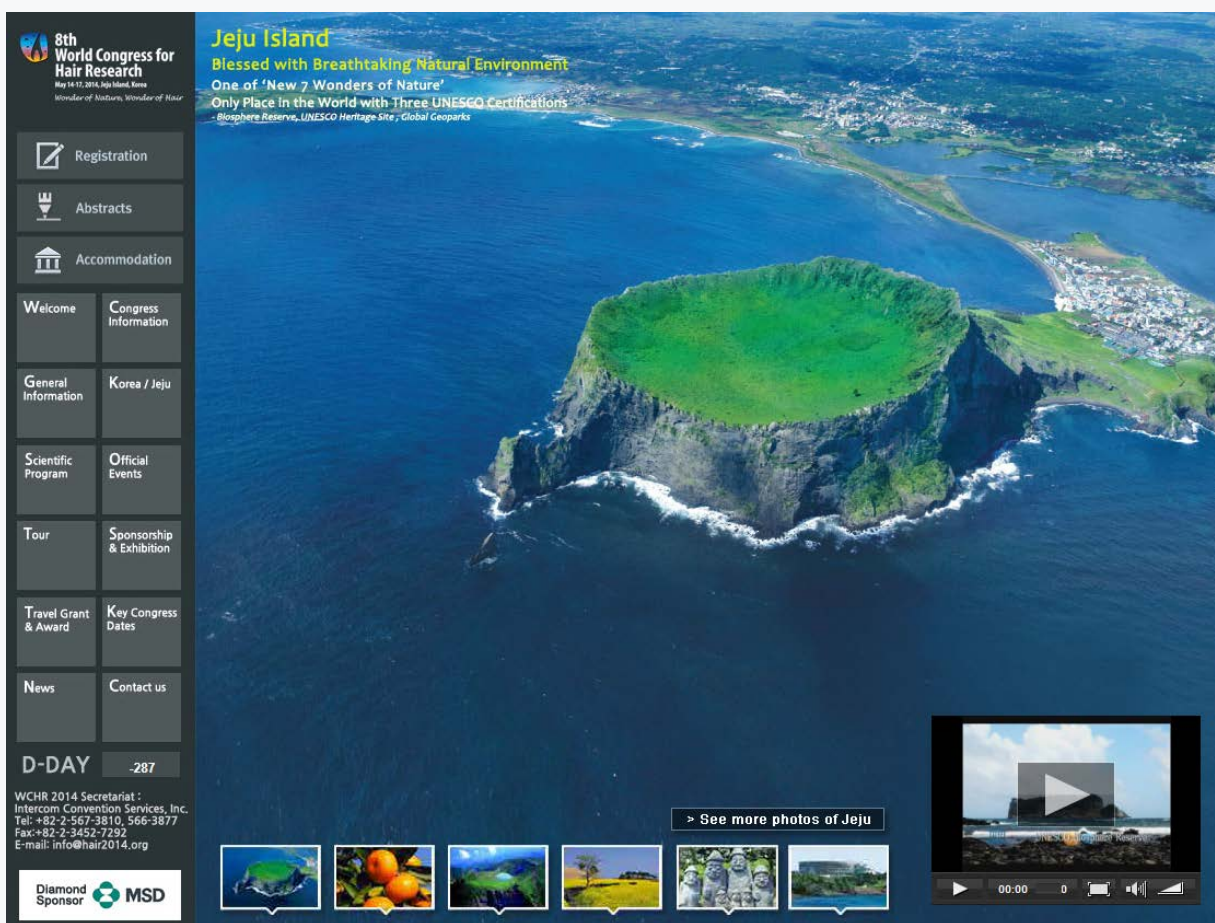 8th
World Congress for
Hair Research
May 14-17, 2014, Jeju Island, Korea
Wonder of Nature, Wonder of Hair
Registration
Abstracts
Accommodation
Welcome
Congress
Information
General
Information
Korea / Jeju
Scientific
Program
Official
Events
Tour
Sponsorship
& Exhibition
Travel Grant
& Award
Key Congress
Dates
News
Contact us
D-DAY -287
WCHR 2014 Secretariat :
Intercom Convention Services, Inc.
Tel: +82-2-567-
3810, 566-3877
Fax:+82-2-3452-
7292
E-mail: info@hair2014.org
Diamond
Sponsor
MSD
Jeju Island
Blessed with Breathtaking Natural Environment
One of ‘New 7 Wonders of Nature’
Only Place in the World with Three UNESCO Certifications
- Biosphere Reserve, UNESCO Heritage Site , Global Geoparks
> See more photos of Jeju
UNESCO Biosphere Reserve
00:00 0